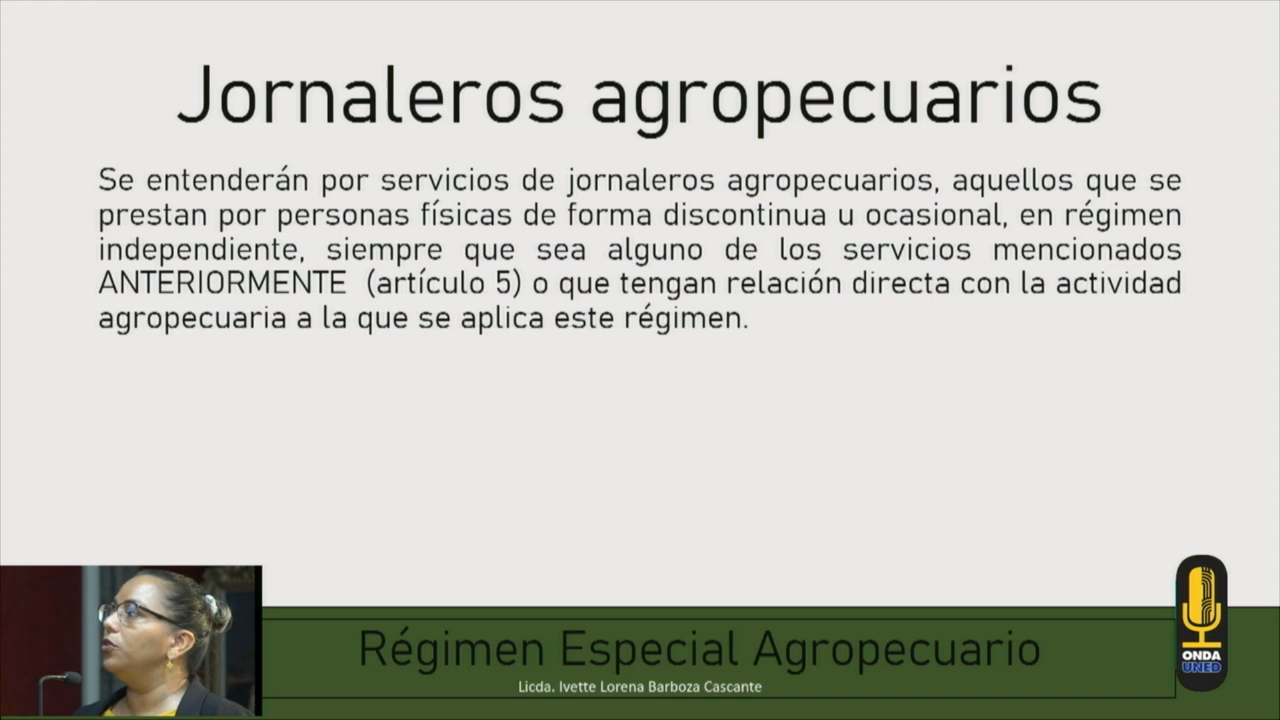 Jornaleros agropecuarios
Se entenderán por servicios de jornaleros agropecuarios, aquellos que se
prestan por personas físicas de forma discontinua u ocasional, en régimen
independiente, siempre que sea alguno de los servicios mencionados
ANTERIORMENTE (artículo 5) o que tengan relación directa con la actividad
agropecuaria a la que se aplica este régimen.
Régimen Especial Agropecuario
Licda. Ivette Lorena Barboza Cascante
ONDA
UNED